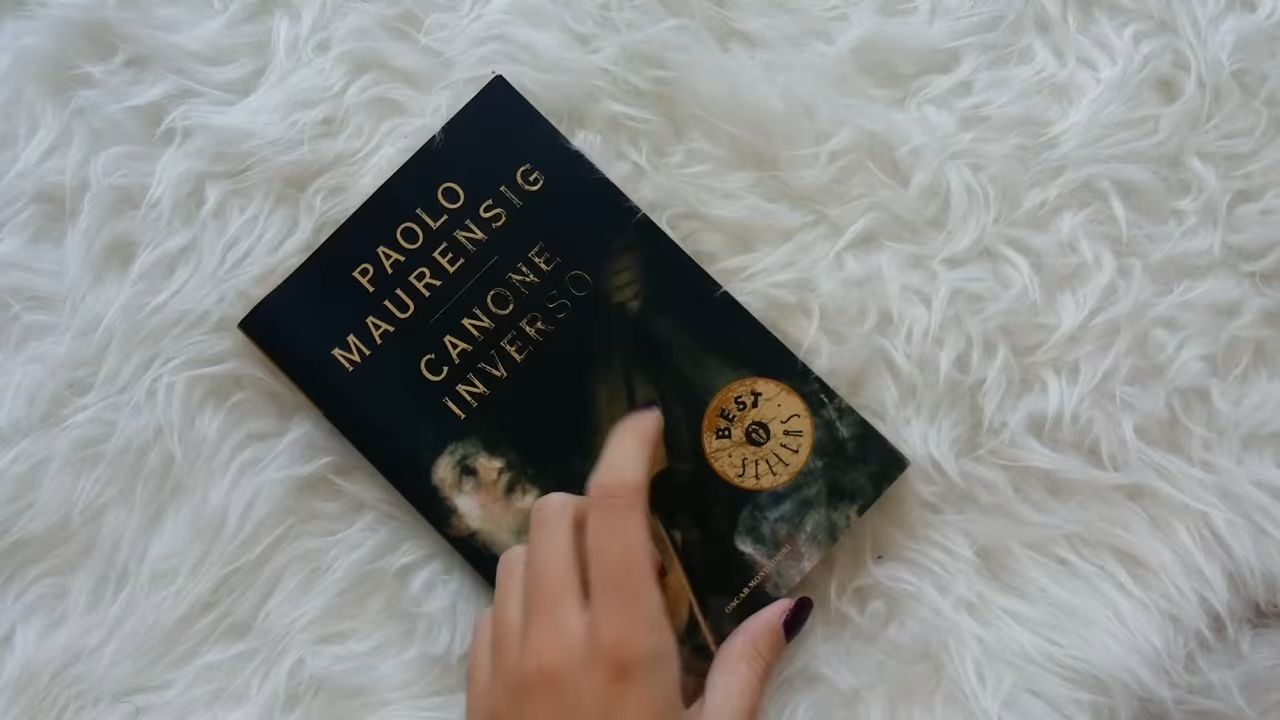 PAOLO
MAURENSIG
CANONE
INVERSO
BEST
SELLERS
OSCAR MONDADORI